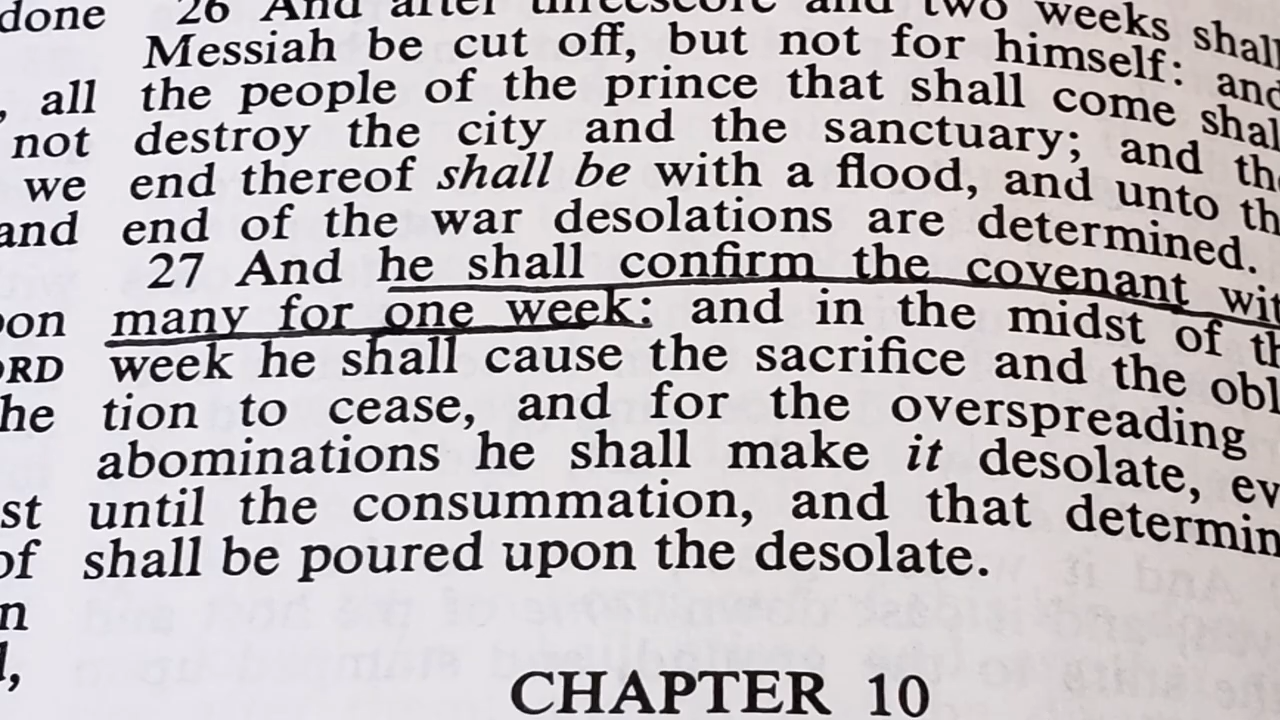 done
, all
not
we
and
on
RD
he
st
of
n
,
26 And after threescore and two weeks shall
Messiah be cut off, but not for himself: and
the people of the prince that shall come shal
destroy the city and the sanctuary; and the
end thereof shall be with a flood, and unto th
end of the war desolations are determined.
27 And he shall confirm the covenant wit
many for one week: and in the midst of th
week he shall cause the sacrifice and the obl
tion to cease, and for the overspreading
abominations he shall make it desolate, ev
until the consummation, and that determin
shall be poured upon the desolate.
CHAPTER 10